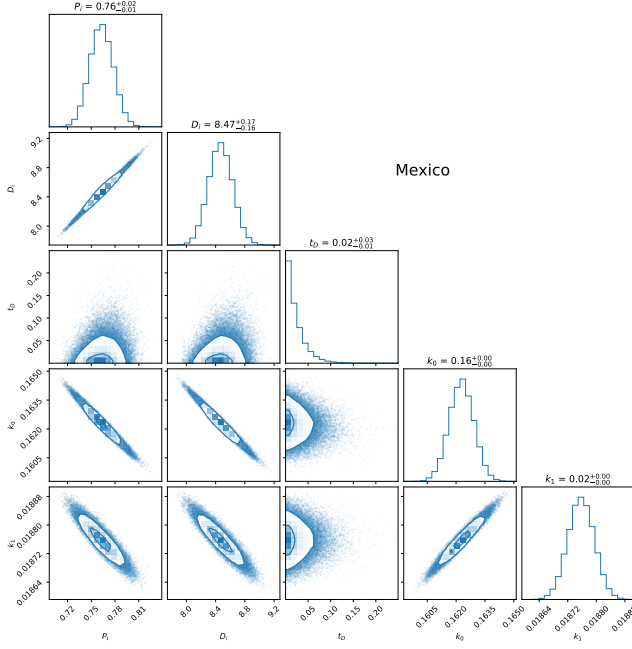 P_i = 0.76^{+0.02}_{-0.01}
D_i = 8.47^{+0.17}_{-0.16}
9.2
8.8
8.4
8.0
D_i
Mexico
t_D = 0.02^{+0.03}_{-0.01}
0.20
0.15
0.10
0.05
t_D
k_0 = 0.16^{+0.00}_{-0.00}
0.1650
0.1635
0.1620
0.1605
k_0
k_1 = 0.02^{+0.00}_{-0.00}
0.01888
0.01880
0.01872
0.01864
k_1
0.72 0.75 0.78 0.81
8.0 8.4 8.8 9.2
0.05 0.10 0.15 0.20
0.1605 0.1620 0.1635 0.1650
0.01864 0.01872 0.01880
P_i D_i t_D k_0 k_1